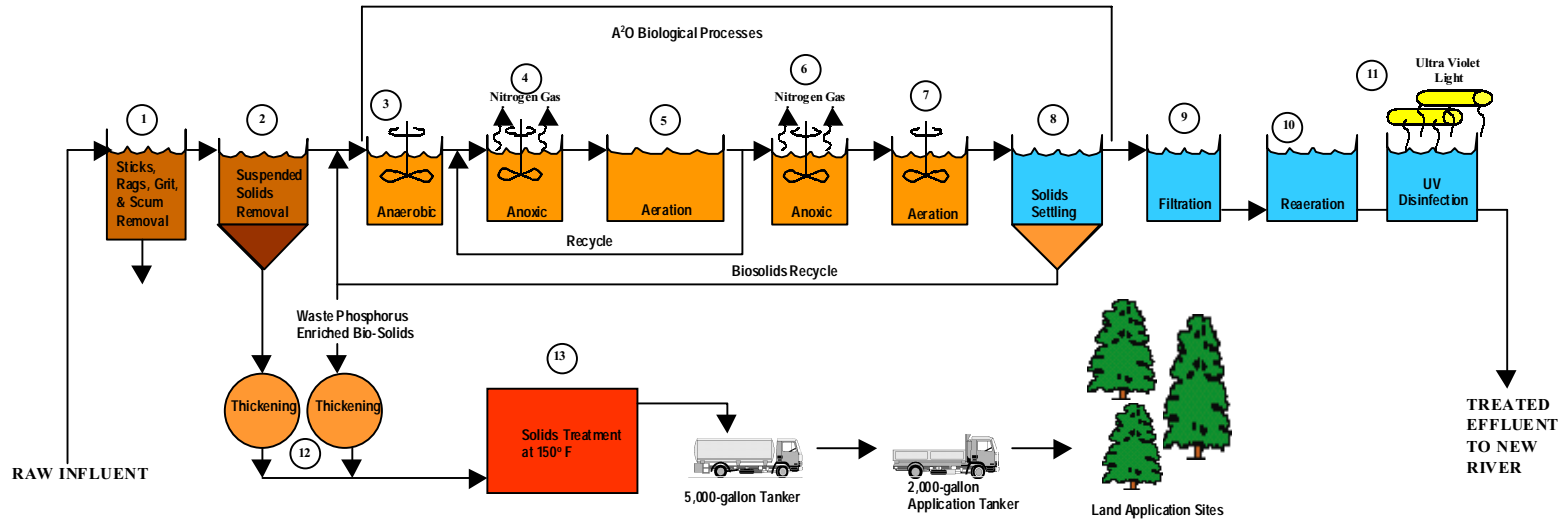 A²O Biological Processes
1
2
3
4
5
6
7
8
9
10
11
Nitrogen Gas
Nitrogen Gas
Ultra Violet
Light
Sticks,
Rags, Grit,
& Scum
Removal
Suspended
Solids
Removal
Anaerobic
Anoxic
Aeration
Anoxic
Aeration
Solids
Settling
Filtration
Reaeration
UV
Disinfection
Recycle
Biosolids Recycle
Waste Phosphorus
Enriched Bio-Solids
13
Thickening
Thickening
12
Solids Treatment
at 150° F
RAW INFLUENT
5,000-gallon Tanker
2,000-gallon
Application Tanker
Land Application Sites
TREATED
EFFLUENT
TO NEW
RIVER